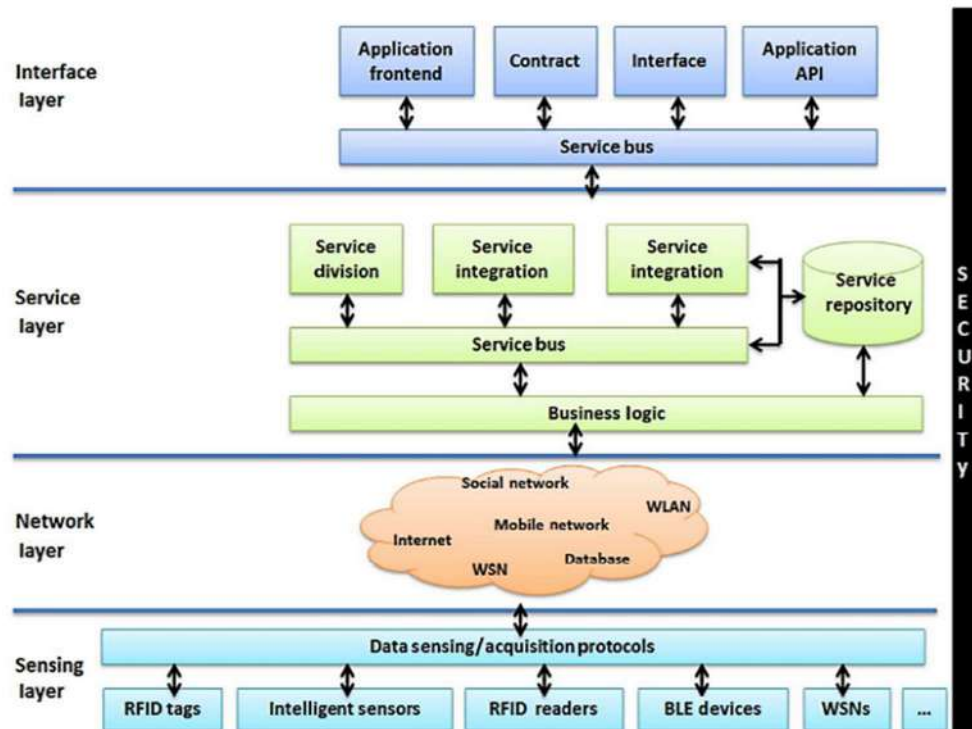 Interface
layer
Application
frontend
Contract
Interface
Application
API
Service bus
Service
layer
Service
division
Service
integration
Service
integration
Service
repository
Service bus
Business logic
Network
layer
Social network
WLAN
Mobile network
Internet
Database
WSN
Sensing
layer
Data sensing/acquisition protocols
RFID tags
Intelligent sensors
RFID readers
BLE devices
WSNs
...
S
E
C
U
R
I
T
y